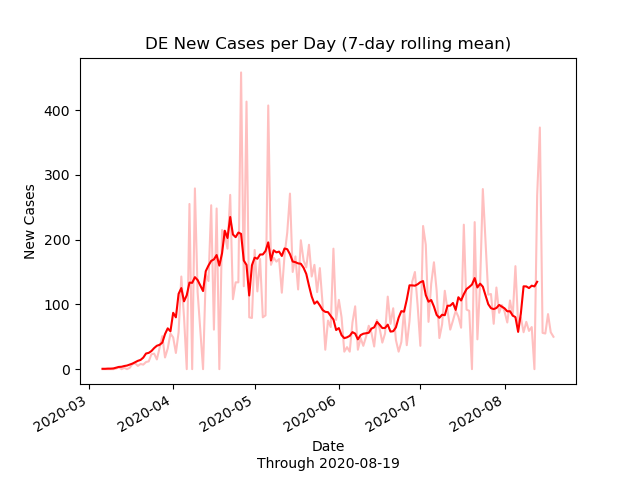 DE New Cases per Day (7-day rolling mean)
New Cases
400
300
200
100
0
2020-03
2020-04
2020-05
2020-06
2020-07
2020-08
Date
Through 2020-08-19